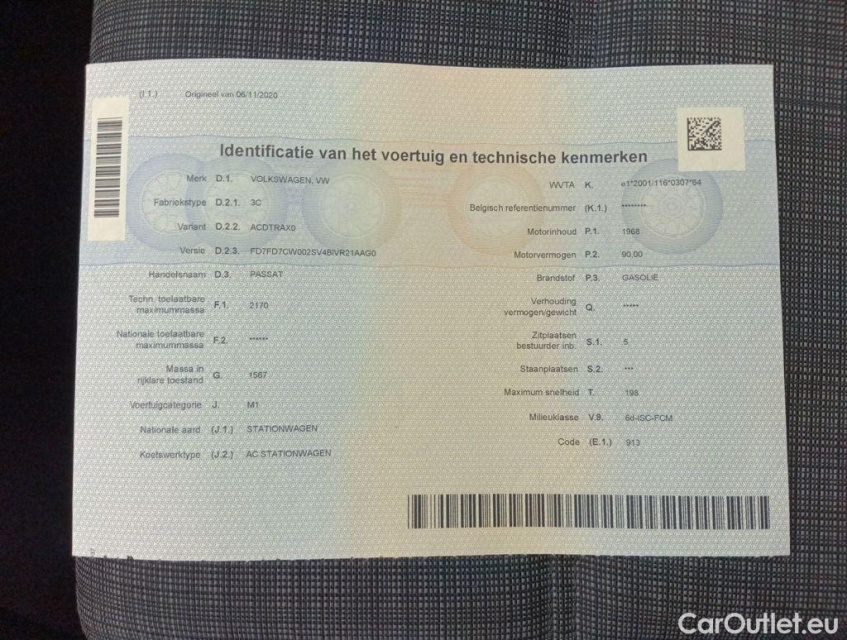 (I.1.) Origineel van 06/11/2020
Identificatie van het voertuig en technische kenmerken
Merk D.1. VOLKSWAGEN, VW
Fabriekstype D.2.1. 3C
Variant D.2.2. ACDTRAX0
Versie D.2.3. FD7FD7CW002SV48IVR21AAG0
Handelsnaam D.3. PASSAT
Techn. toelaatbare
maximummassa F.1. 2170
Nationale toelaatbare
maximummassa F.2. ******
Massa in
rijklare toestand G. 1567
Voertuigcategorie J. M1
Nationale aard (J.1.) STATIONWAGEN
Koetswerktype (J.2.) AC STATIONWAGEN
WVTA K. e1*2001/116*0307*64
Belgisch referentienummer (K.1.) ********
Motorinhoud P.1. 1968
Motorvermogen P.2. 90,00
Brandstof P.3. GASOLIE
Verhouding
vermogen/gewicht Q. *****
Zitplaatsen
bestuurder inb. S.1. 5
Staanplaatsen S.2. ***
Maximum snelheid T. 198
Milieuklasse V.9. 6d-ISC-FCM
Code (E.1.) 913
CarOutlet.eu